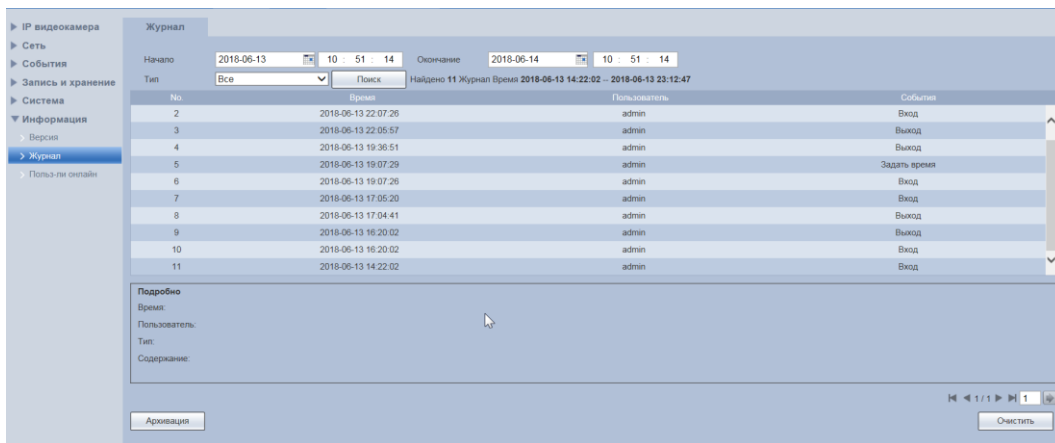 IP видеокамера
Сеть
События
Запись и хранение
Система
Информация
Версия
Журнал
Польз-ли онлайн
Журнал
Начало 2018-06-13 10 : 51 : 14 Окончание 2018-06-14 10 : 51 : 14
Тип Все Поиск Найдено 11 Журнал Время 2018-06-13 14:22:02 -- 2018-06-13 23:12:47
No. Время Пользователь События
2 2018-06-13 22:07:26 admin Вход
3 2018-06-13 22:05:57 admin Выход
4 2018-06-13 19:36:51 admin Выход
5 2018-06-13 19:07:29 admin Задать время
6 2018-06-13 19:07:26 admin Вход
7 2018-06-13 17:05:20 admin Вход
8 2018-06-13 17:04:41 admin Выход
9 2018-06-13 16:20:02 admin Выход
10 2018-06-13 16:20:02 admin Вход
11 2018-06-13 14:22:02 admin Вход
Подробно
Время:
Пользователь:
Тип:
Содержание:
1 / 1 1
Архивация Очистить